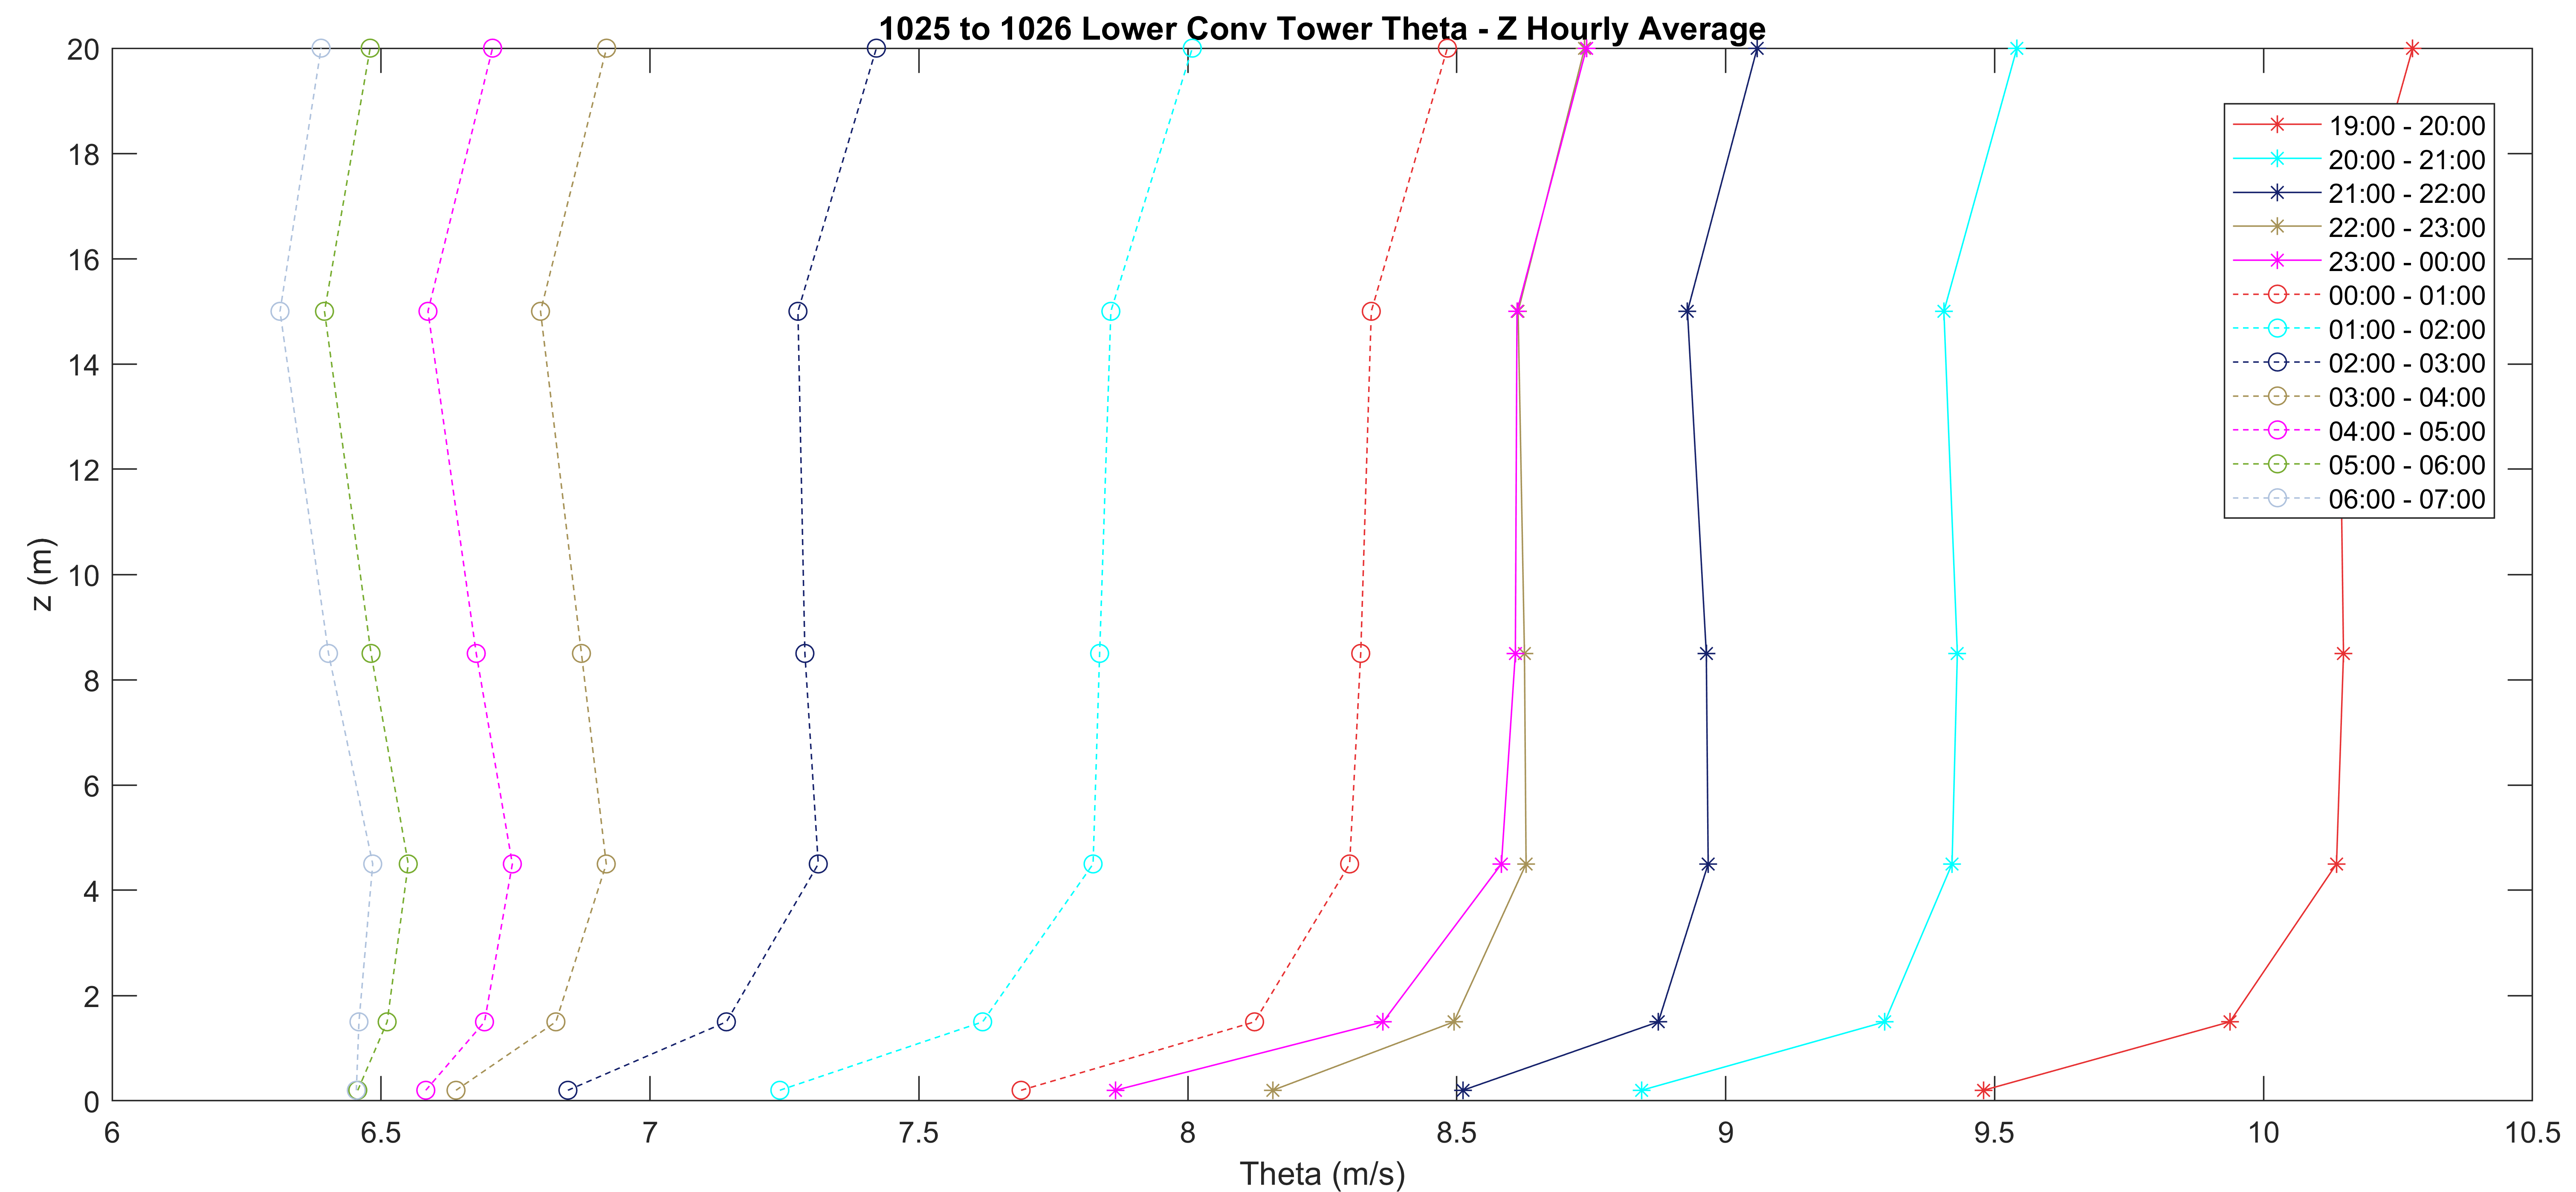 1025 to 1026 Lower Conv Tower Theta - Z Hourly Average
20
18
16
14
12
10
8
6
4
2
0
z (m)
19:00 - 20:00
20:00 - 21:00
21:00 - 22:00
22:00 - 23:00
23:00 - 00:00
00:00 - 01:00
01:00 - 02:00
02:00 - 03:00
03:00 - 04:00
04:00 - 05:00
05:00 - 06:00
06:00 - 07:00
6 6.5 7 7.5 8 8.5 9 9.5 10 10.5
Theta (m/s)